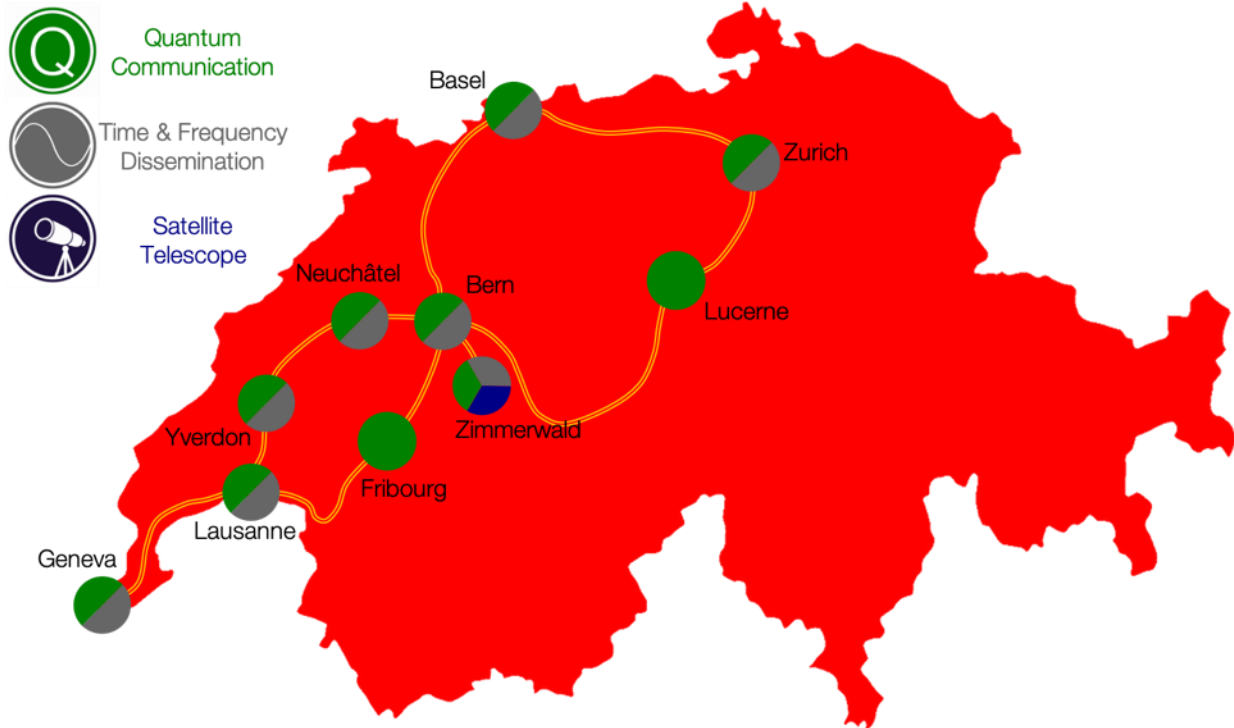 Q
Quantum
Communication
Time & Frequency
Dissemination
Satellite
Telescope
Basel
Zurich
Neuchâtel
Bern
Lucerne
Yverdon
Zimmerwald
Fribourg
Lausanne
Geneva